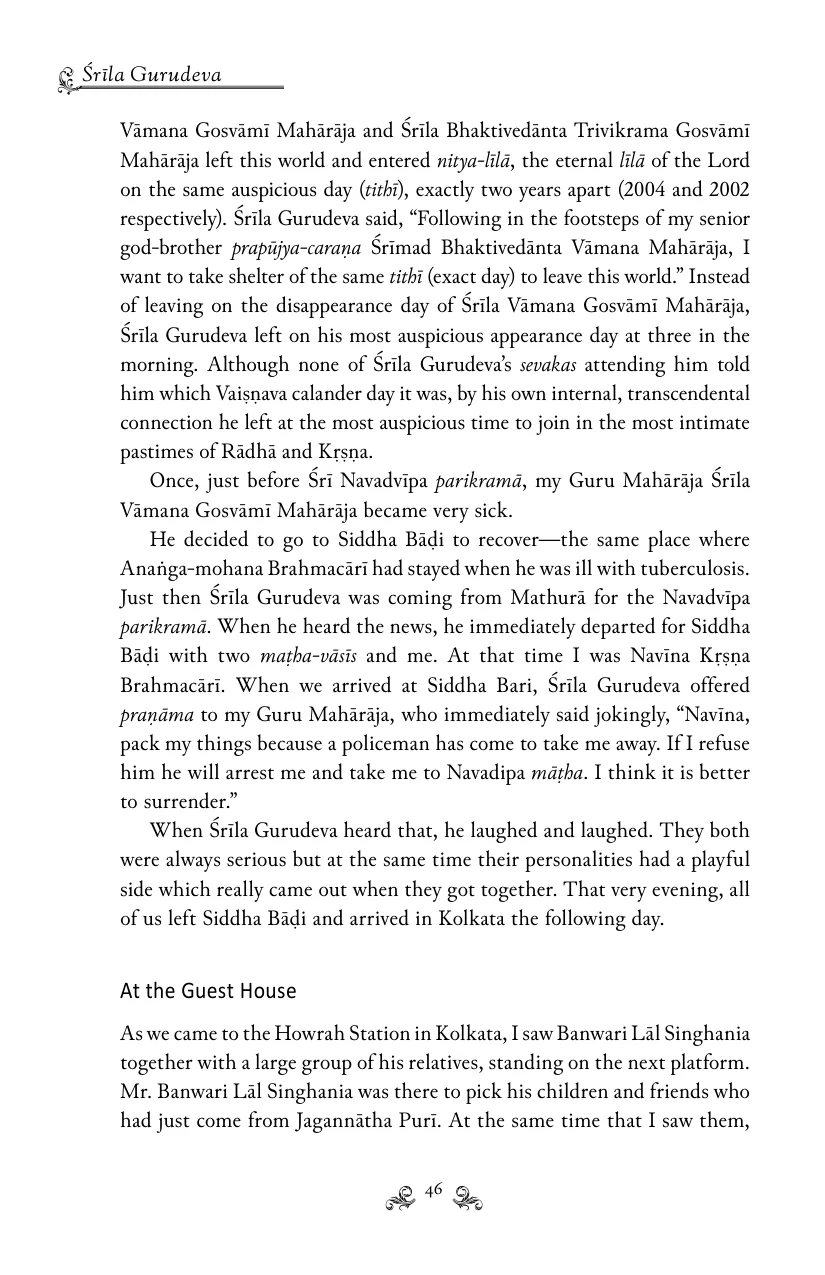 Śrīla Gurudeva
Vāmana Gosvāmī Mahārāja and Śrīla Bhaktivedānta Trivikrama Gosvāmī
Mahārāja left this world and entered nitya-līlā, the eternal līlā of the Lord
on the same auspicious day (tithī), exactly two years apart (2004 and 2002
respectively). Śrīla Gurudeva said, “Following in the footsteps of my senior
god-brother prapūjya-caraṇa Śrīmad Bhaktivedānta Vāmana Mahārāja, I
want to take shelter of the same tithī (exact day) to leave this world.” Instead
of leaving on the disappearance day of Śrīla Vāmana Gosvāmī Mahārāja,
Śrīla Gurudeva left on his most auspicious appearance day at three in the
morning. Although none of Śrīla Gurudeva’s sevakas attending him told
him which Vaiṣṇava calander day it was, by his own internal, transcendental
connection he left at the most auspicious time to join in the most intimate
pastimes of Rādhā and Kṛṣṇa.
Once, just before Śrī Navadvīpa parikramā, my Guru Mahārāja Śrīla
Vāmana Gosvāmī Mahārāja became very sick.
He decided to go to Siddha Bāḍi to recover—the same place where
Anaṅga-mohana Brahmacārī had stayed when he was ill with tuberculosis.
Just then Śrīla Gurudeva was coming from Mathurā for the Navadvīpa
parikramā. When he heard the news, he immediately departed for Siddha
Bāḍi with two maṭha-vāsīs and me. At that time I was Navīna Kṛṣṇa
Brahmacārī. When we arrived at Siddha Bari, Śrīla Gurudeva offered
praṇāma to my Guru Mahārāja, who immediately said jokingly, “Navīna,
pack my things because a policeman has come to take me away. If I refuse
him he will arrest me and take me to Navadipa māṭha. I think it is better
to surrender.”
When Śrīla Gurudeva heard that, he laughed and laughed. They both
were always serious but at the same time their personalities had a playful
side which really came out when they got together. That very evening, all
of us left Siddha Bāḍi and arrived in Kolkata the following day.
At the Guest House
As we came to the Howrah Station in Kolkata, I saw Banwari Lāl Singhania
together with a large group of his relatives, standing on the next platform.
Mr. Banwari Lāl Singhania was there to pick his children and friends who
had just come from Jagannātha Purī. At the same time that I saw them,
46